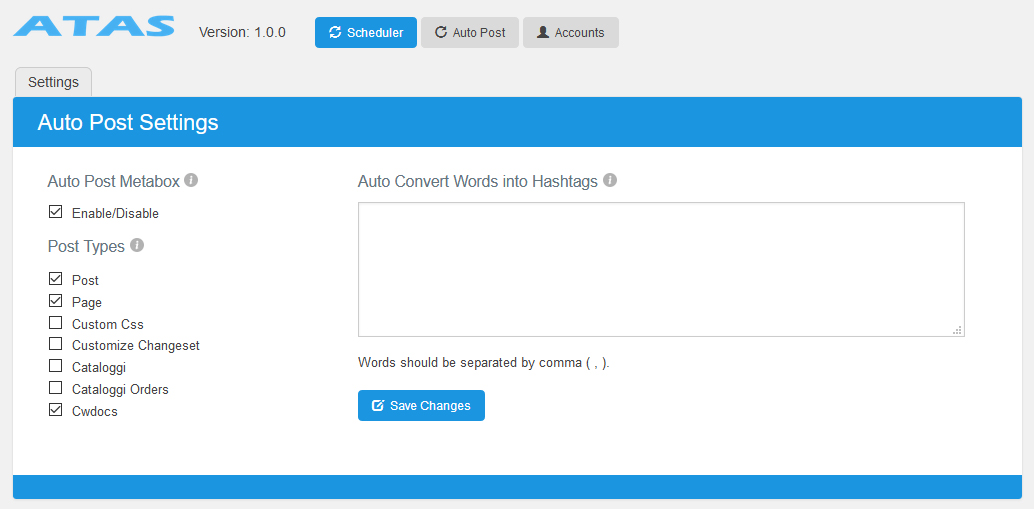 ATAS Version: 1.0.0 Scheduler Auto Post Accounts
Settings
Auto Post Settings
Auto Post Metabox
Enable/Disable
Post Types
Post
Page
Custom Css
Customize Changeset
Cataloggi
Cataloggi Orders
Cwdocs
Auto Convert Words into Hashtags
Words should be separated by comma ( , ).
Save Changes